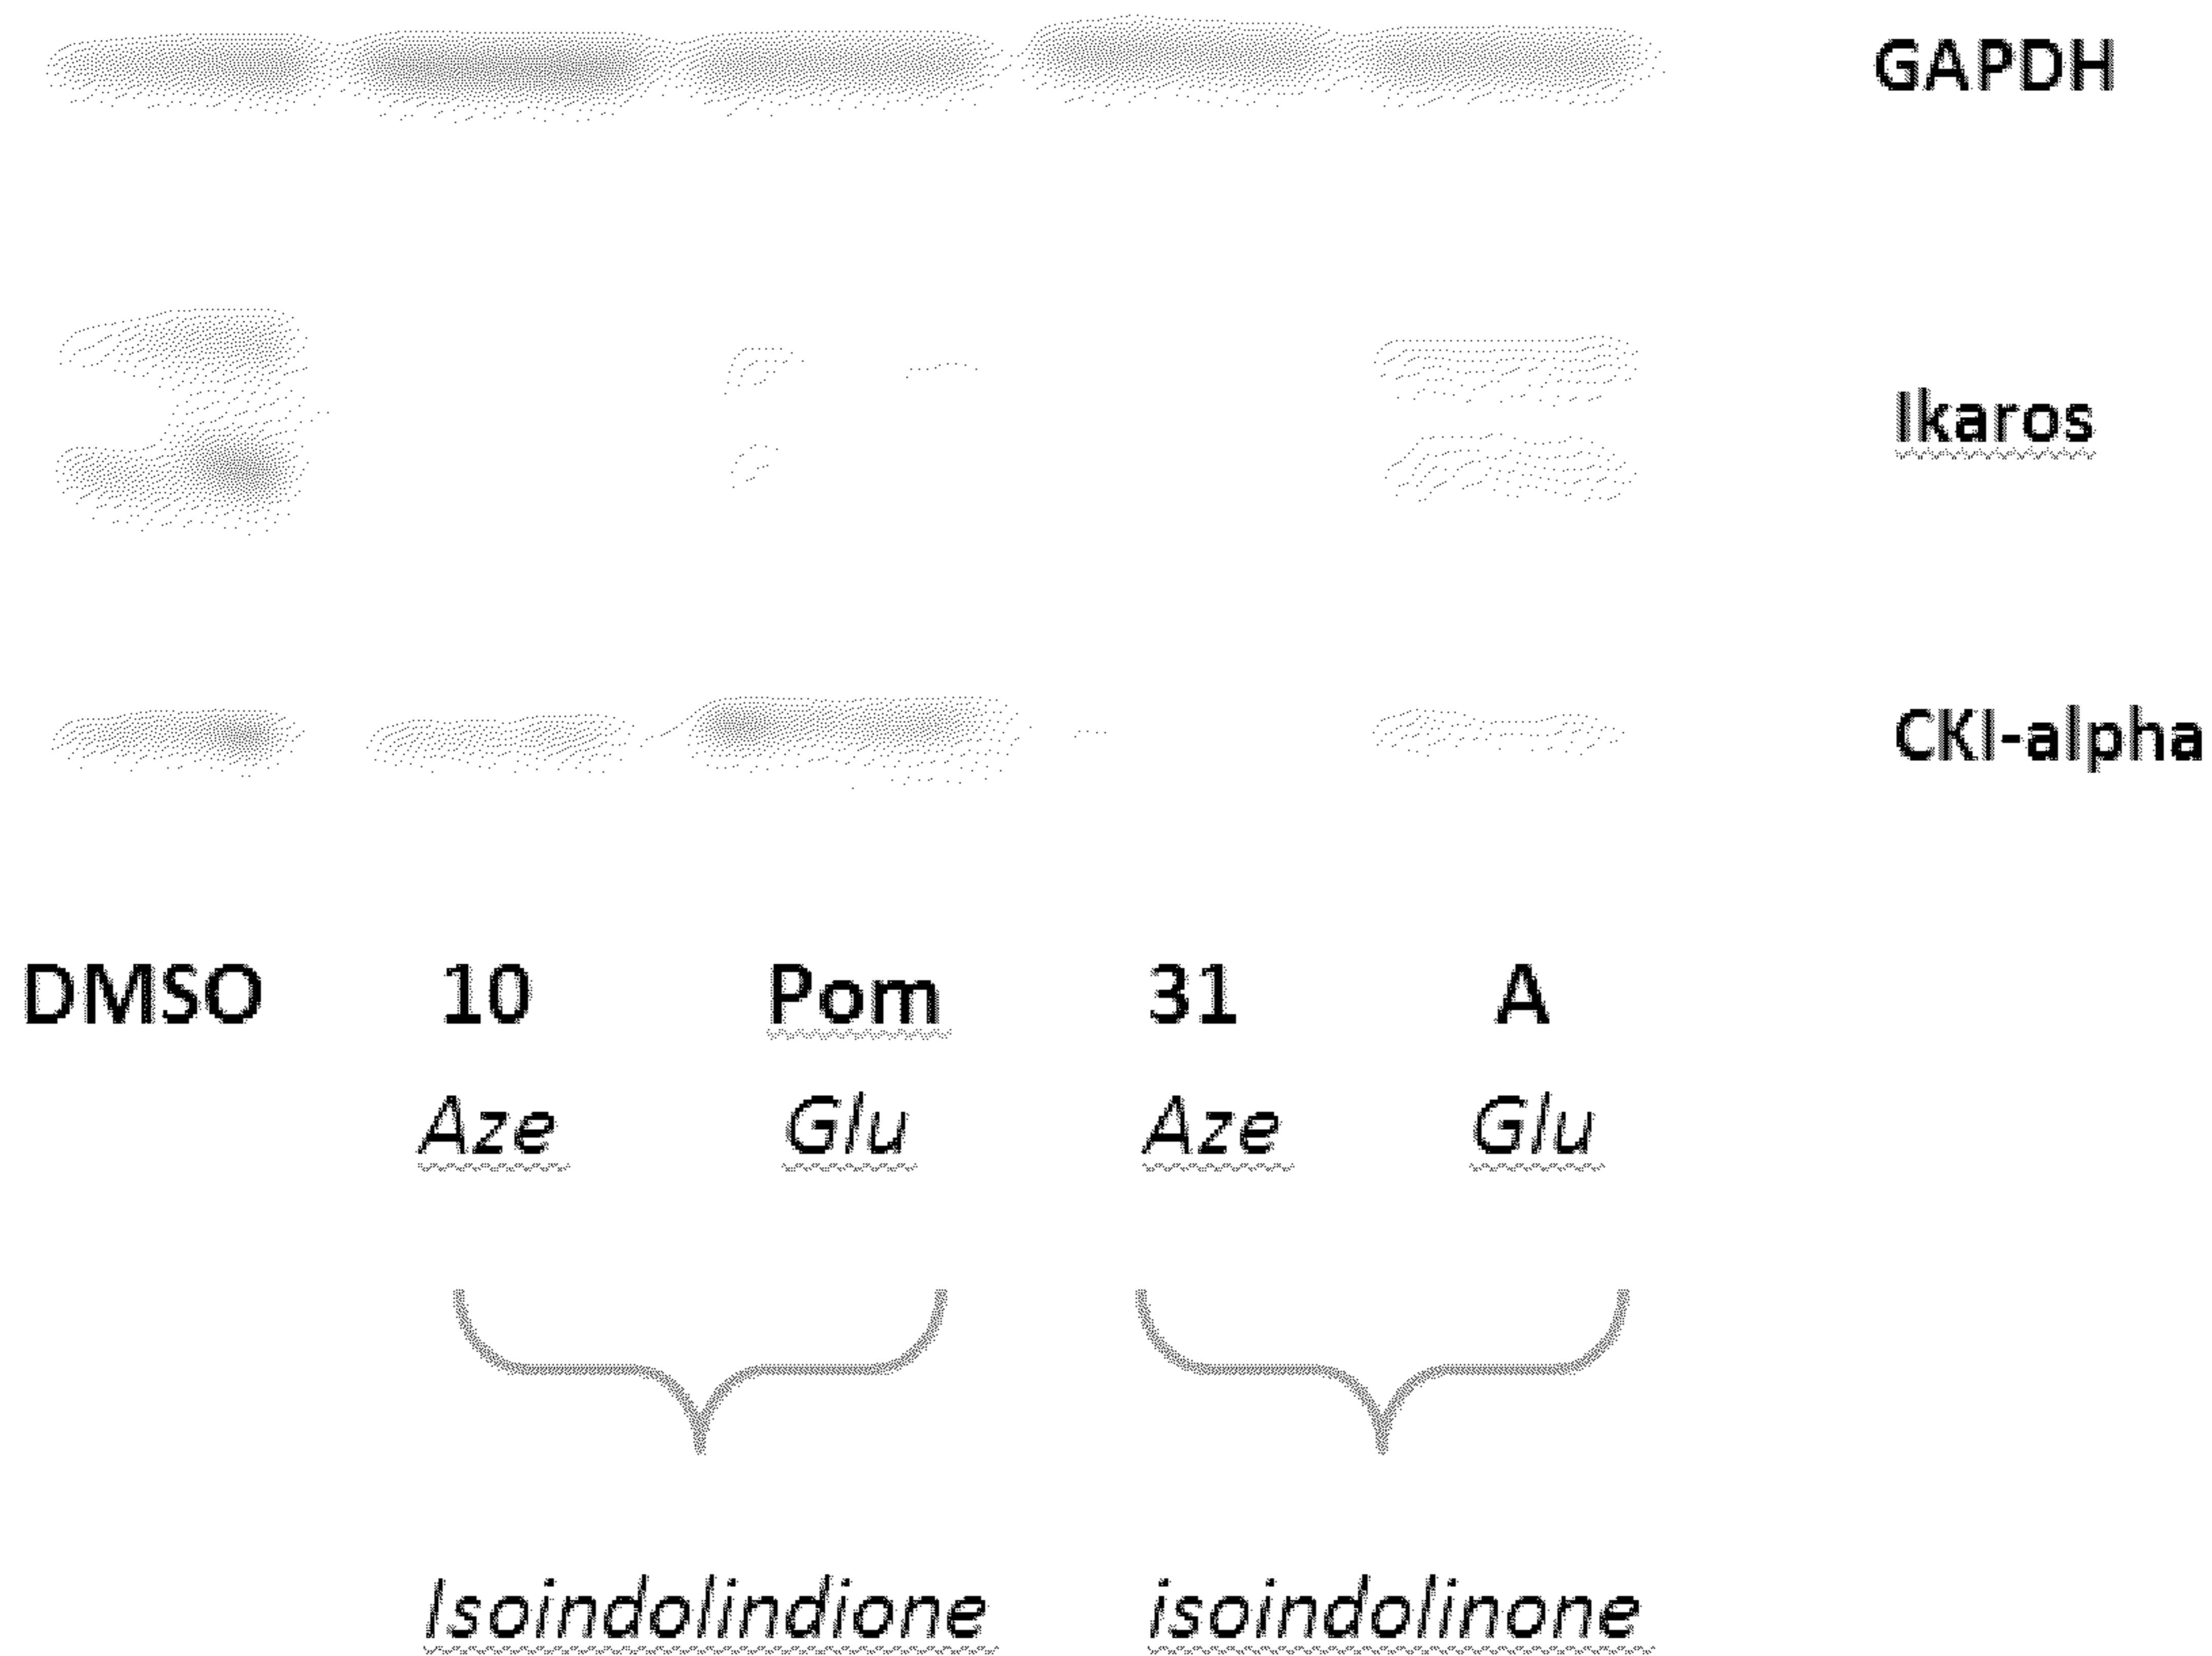 GAPDH
Ikaros
CKI-alpha
DMSO 10 Pom 31 A
Aze Glu Aze Glu
Isoindolindione isoindolinone